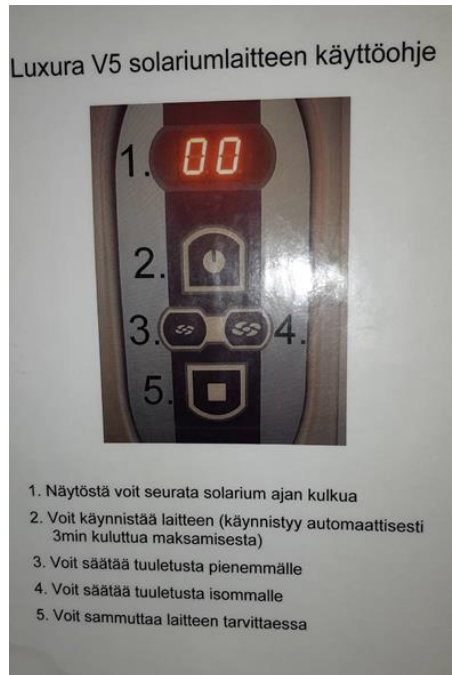 Luxura V5 solariumlaitteen käyttöohje
1. 00
2.
3. 4.
5.
1. Näytöstä voit seurata solarium ajan kulkua
2. Voit käynnistää laitteen (käynnistyy automaattisesti
3min kuluttua maksamisesta)
3. Voit säätää tuuletusta pienemmälle
4. Voit säätää tuuletusta isommalle
5. Voit sammuttaa laitteen tarvittaessa